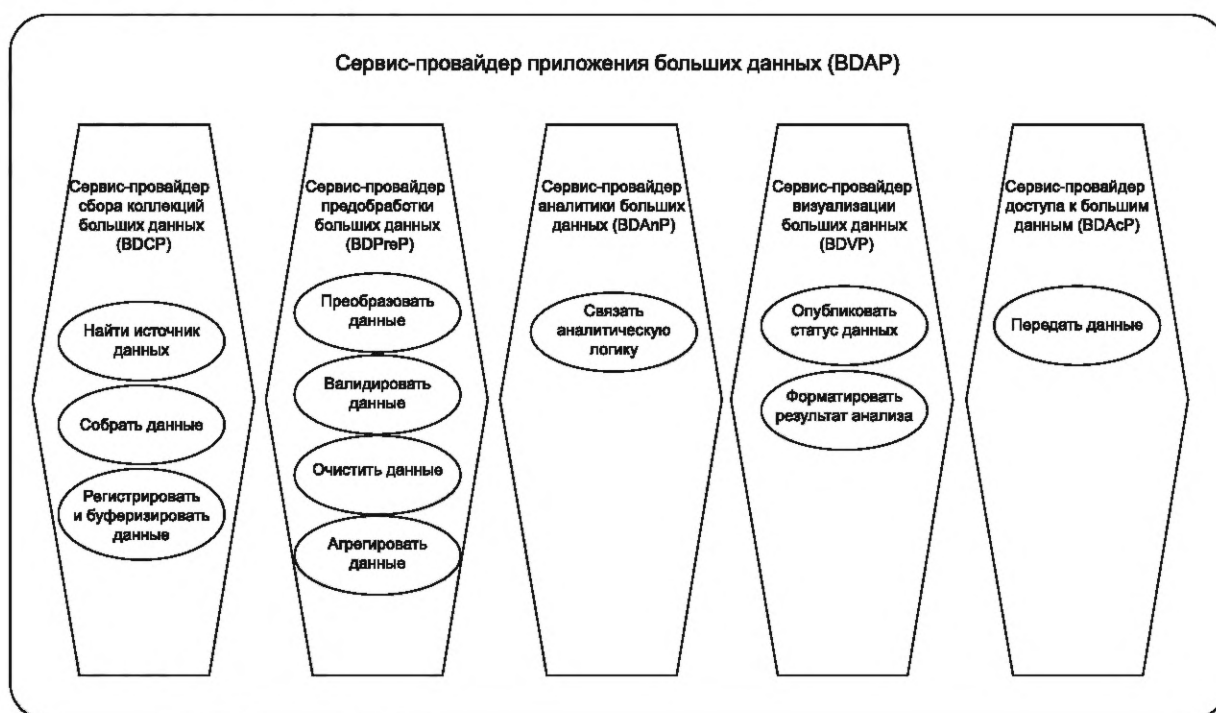 Сервис-провайдер приложения больших данных (BDAP)
Сервис-провайдер
сбора коллекций
больших данных
(BDCP)
Найти источник
данных
Собрать данные
Регистрировать
и буферизировать
данные
Сервис-провайдер
предобработки
больших данных
(BDPreP)
Преобразовать
данные
Валидировать
данные
Очистить данные
Агрегировать
данные
Сервис-провайдер
аналитики больших
данных (BDAnP)
Связать
аналитическую
логику
Сервис-провайдер
визуализации
больших данных
(BDVP)
Опубликовать
статус данных
Форматировать
результат анализа
Сервис-провайдер
доступа к большим
данным (BDAcP)
Передать данные